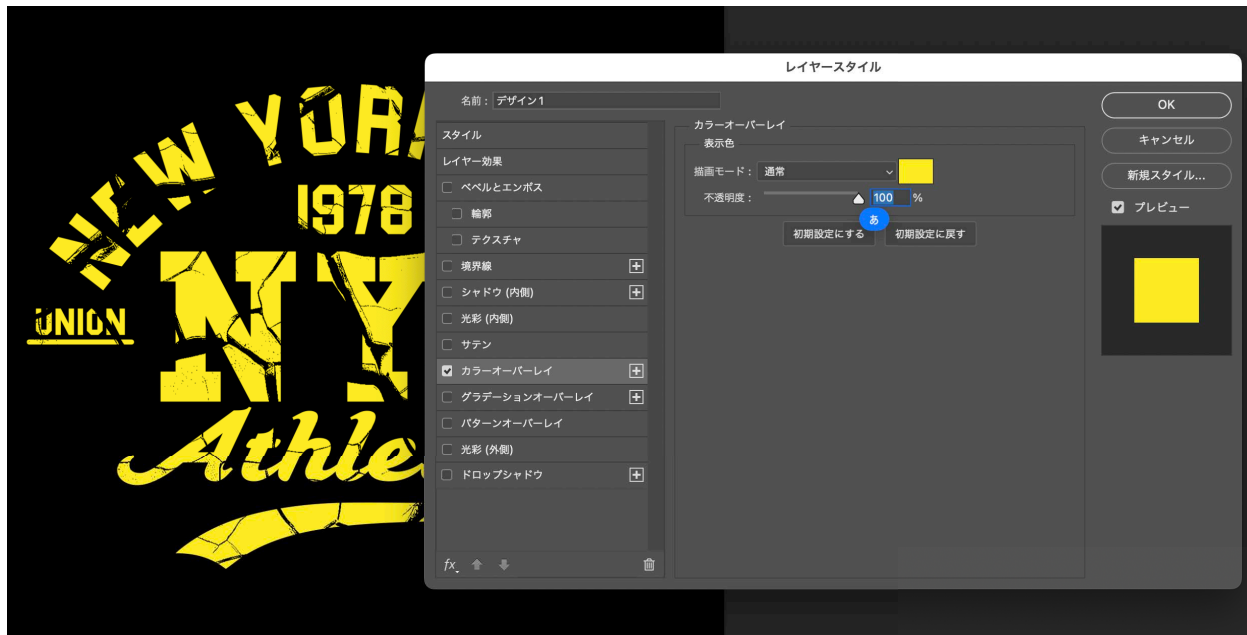 NEW YOR
1978
NY
UNION
Athle
レイヤースタイル
名前： デザイン1
スタイル
レイヤー効果
ベベルとエンボス
輪郭
テクスチャ
境界線
シャドウ (内側)
光彩 (内側)
サテン
カラーオーバーレイ
グラデーションオーバーレイ
パターンオーバーレイ
光彩 (外側)
ドロップシャドウ
fx
カラーオーバーレイ
表示色
描画モード： 通常
不透明度： 100 %
あ
初期設定にする 初期設定に戻す
OK
キャンセル
新規スタイル...
プレビュー